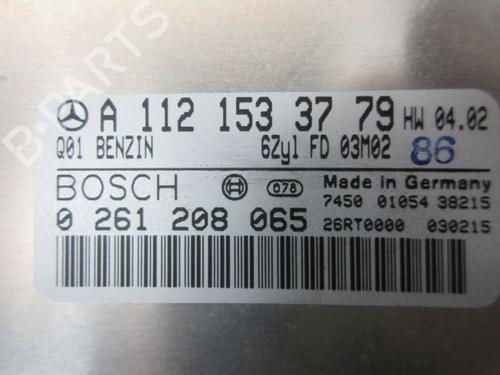 A 112 153 37 79 HW 04.02
Q01 BENZIN 6Zyl FD 03M02 86
BOSCH 078 Made in Germany
7450 01054 38215
0 261 208 065 26RT0000 030215
B-PARTS